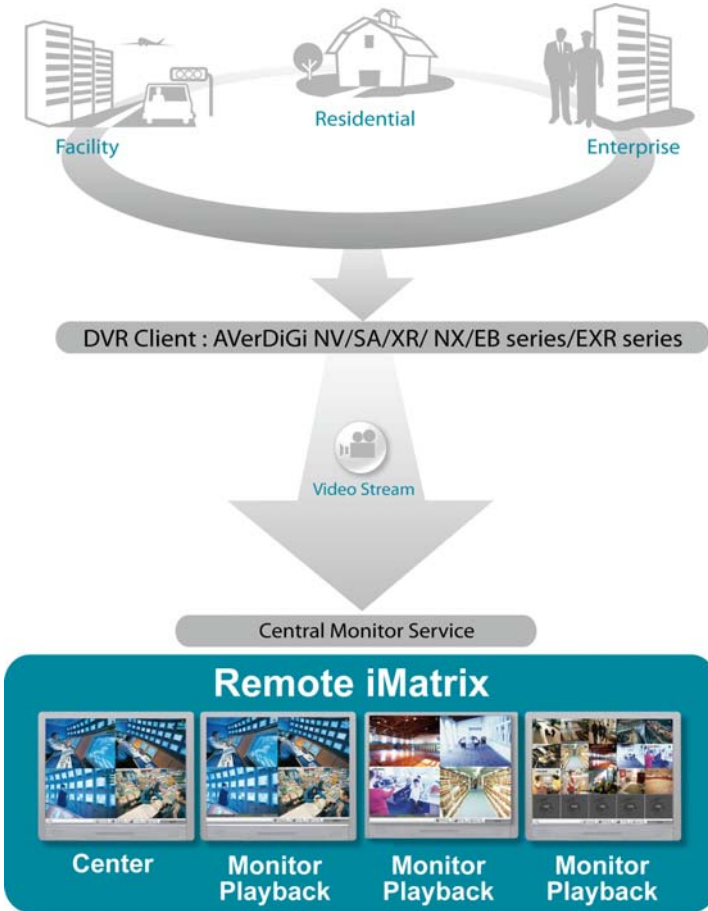 Facility
Residential
Enterprise
DVR Client : AVerDiGi NV/SA/XR/ NX/EB series/EXR series
Video Stream
Central Monitor Service
Remote iMatrix
Center
Monitor
Playback
Monitor
Playback
Monitor
Playback